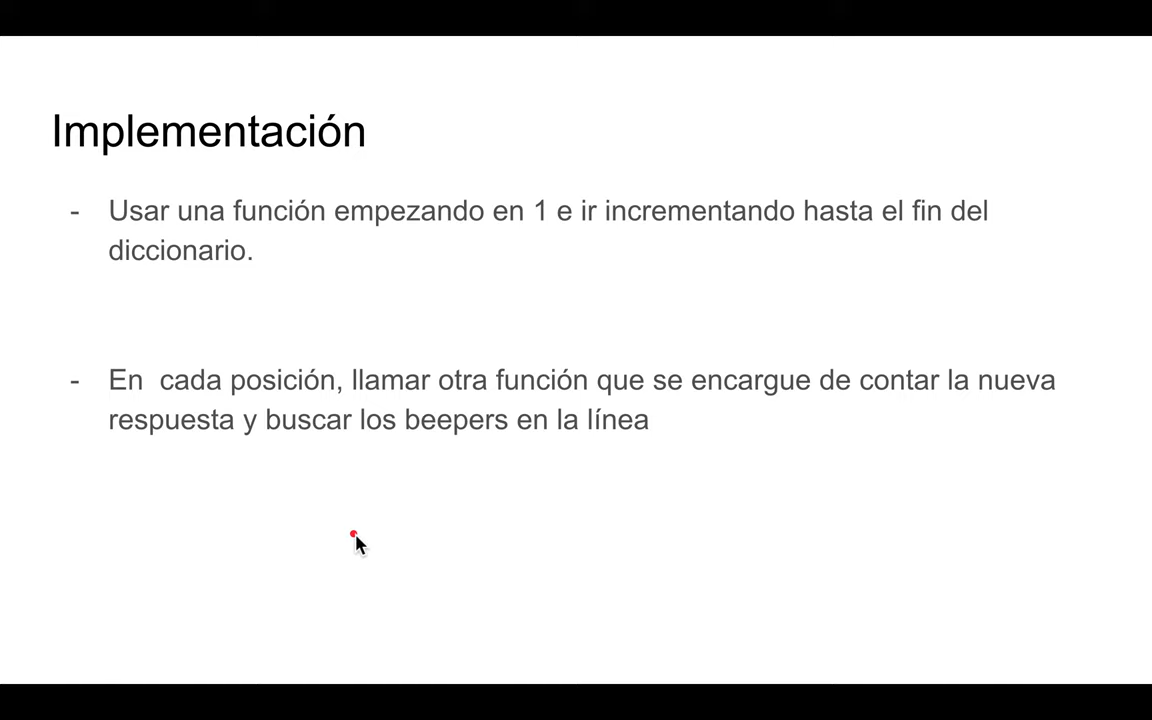 Implementación
- Usar una función empezando en 1 e ir incrementando hasta el fin del
diccionario.
- En  cada posición, llamar otra función que se encargue de contar la nueva
respuesta y buscar los beepers en la línea